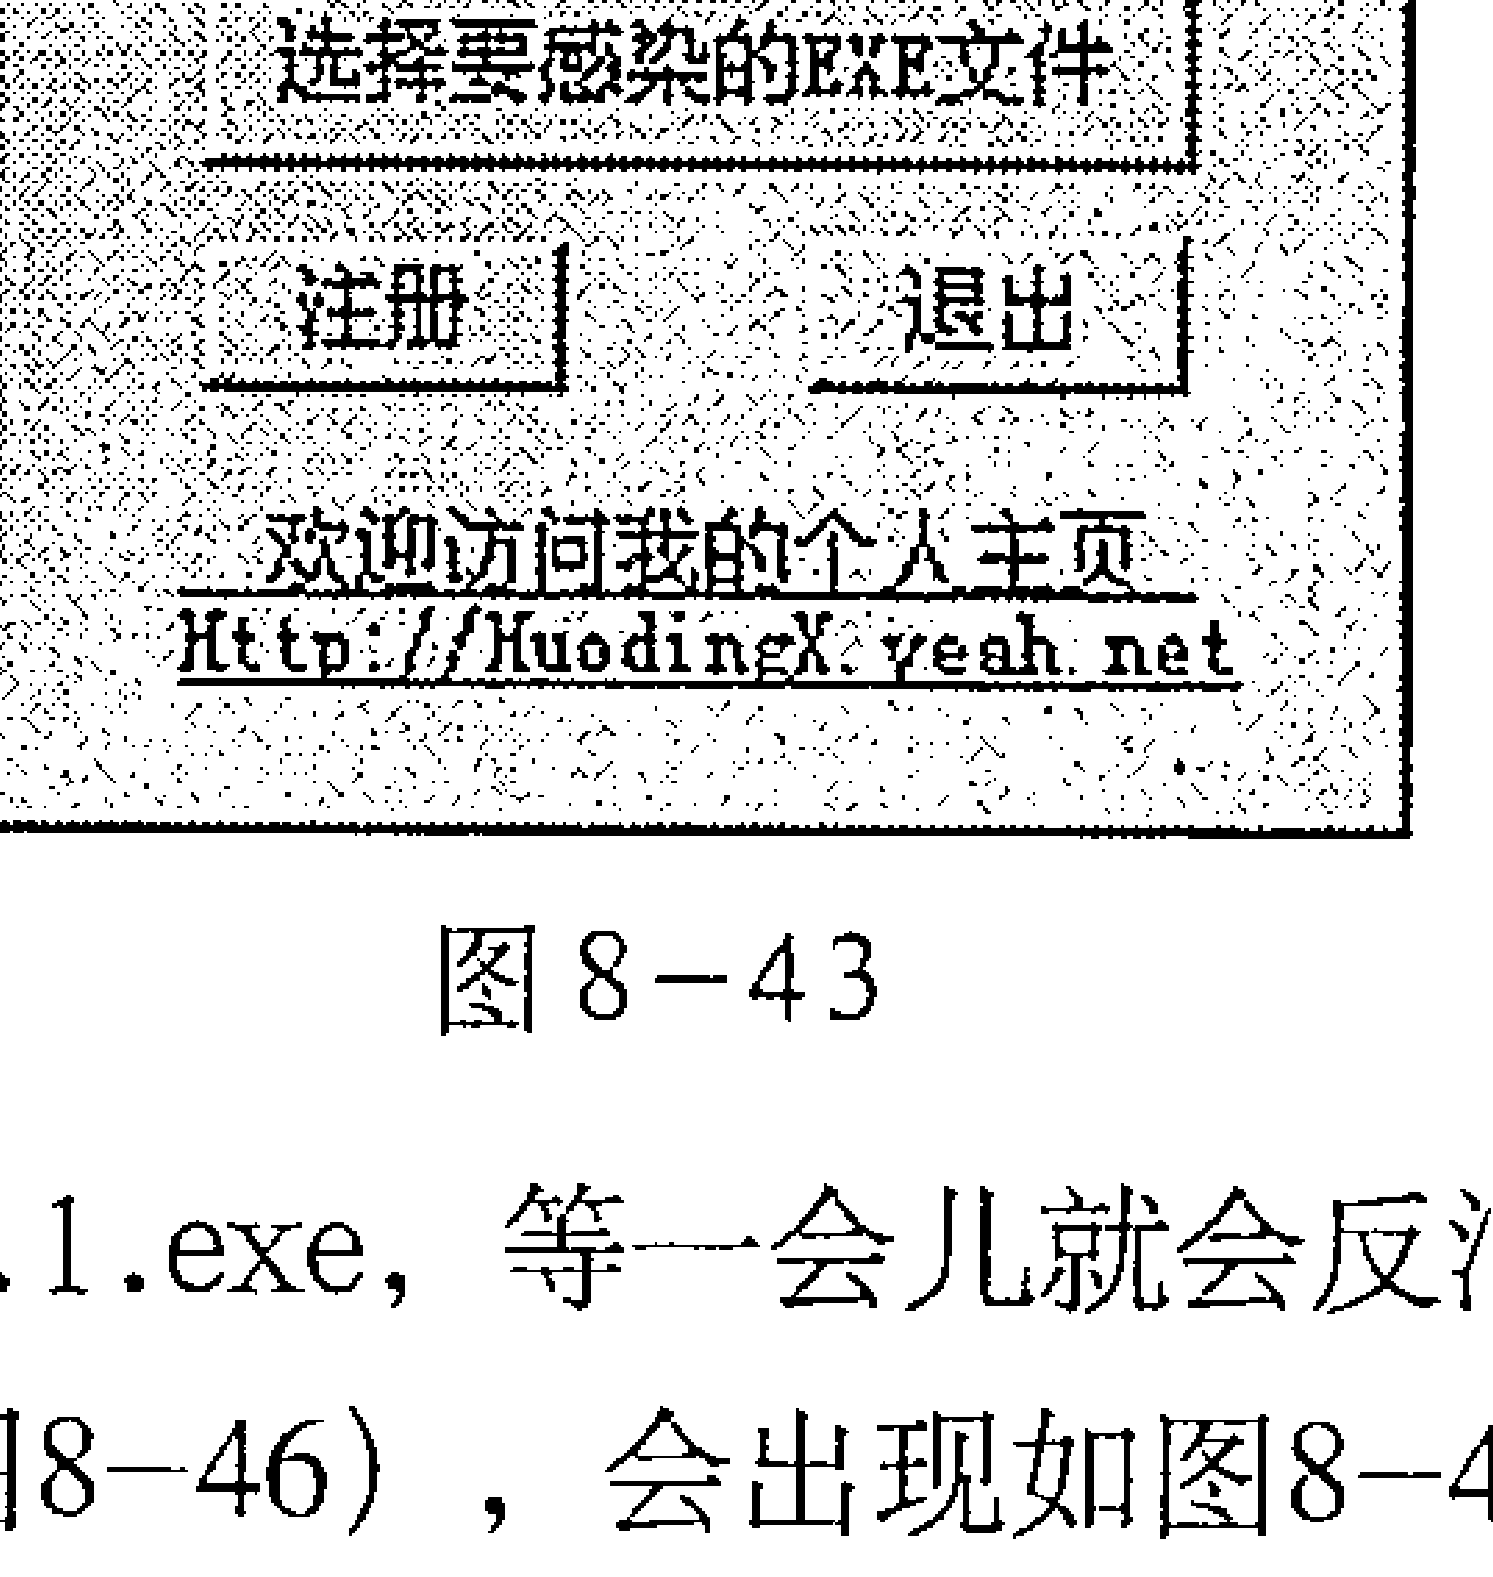 选择要感染的EXE文件
注册 退出
欢迎访问我的个人主页
Http://HuodingX.yeah.net
图8-43
.1.exe,等一会儿就会反
8-46),会出现如图8-4